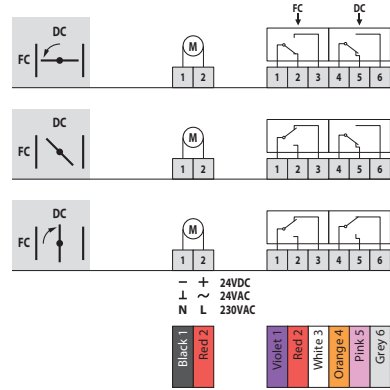 FC DC
DC
FC
M
1 2 1 2 3 4 5 6
DC
FC
M
1 2 1 2 3 4 5 6
DC
FC
M
1 2 1 2 3 4 5 6
− + 24VDC
⊥ ~ 24VAC
N L 230VAC
Black 1
Red 2
Violet 1
Red 2
White 3
Orange 4
Pink 5
Grey 6